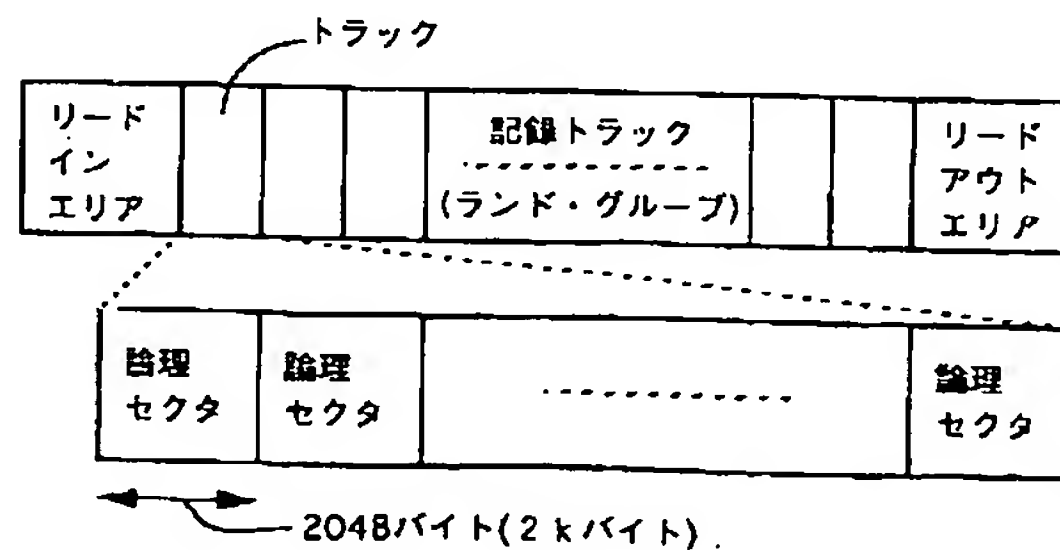 トラック
リード
イン
エリア
記録トラック
(ランド・グルーブ)
リード
アウト
エリア
論理
セクタ
論理
セクタ
論理
セクタ
2048バイト(2kバイト)